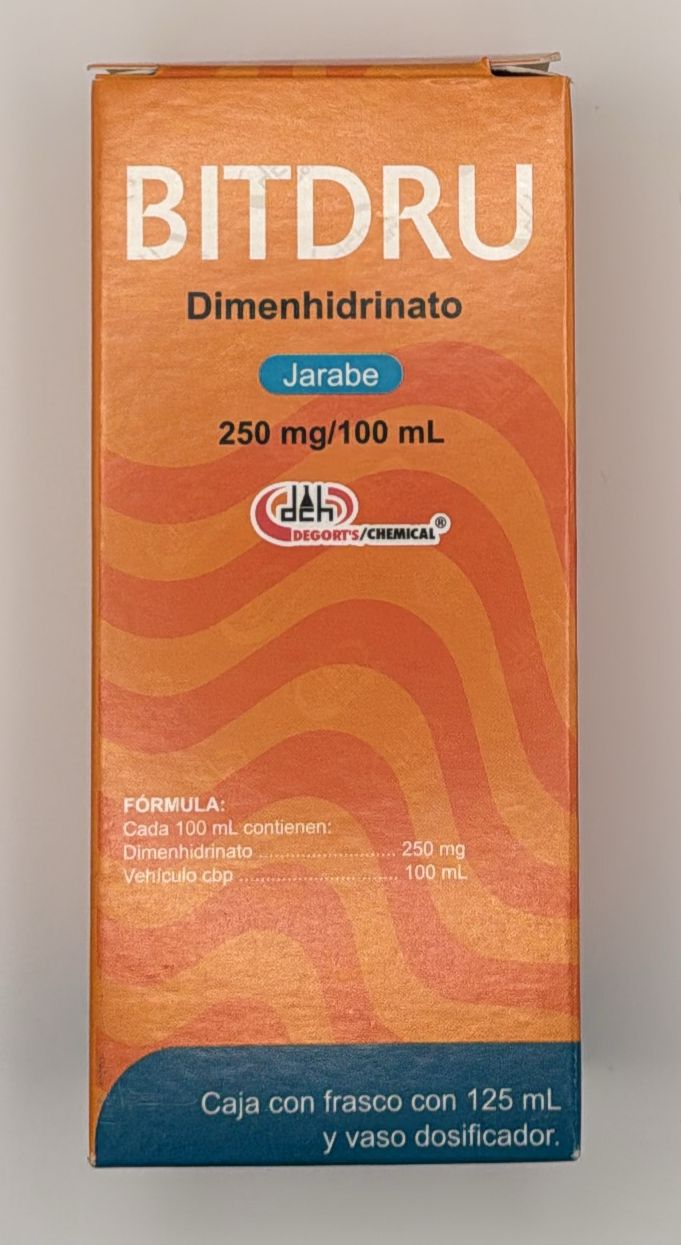 BITDRU
Dimenhidrinato
Jarabe
250 mg/100 mL
dch
DEGORT'S/CHEMICAL®
FÓRMULA:
Cada 100 mL contienen:
Dimenhidrinato ................................ 250 mg
Vehículo cbp ..................................... 100 mL
Caja con frasco con 125 mL
y vaso dosificador.